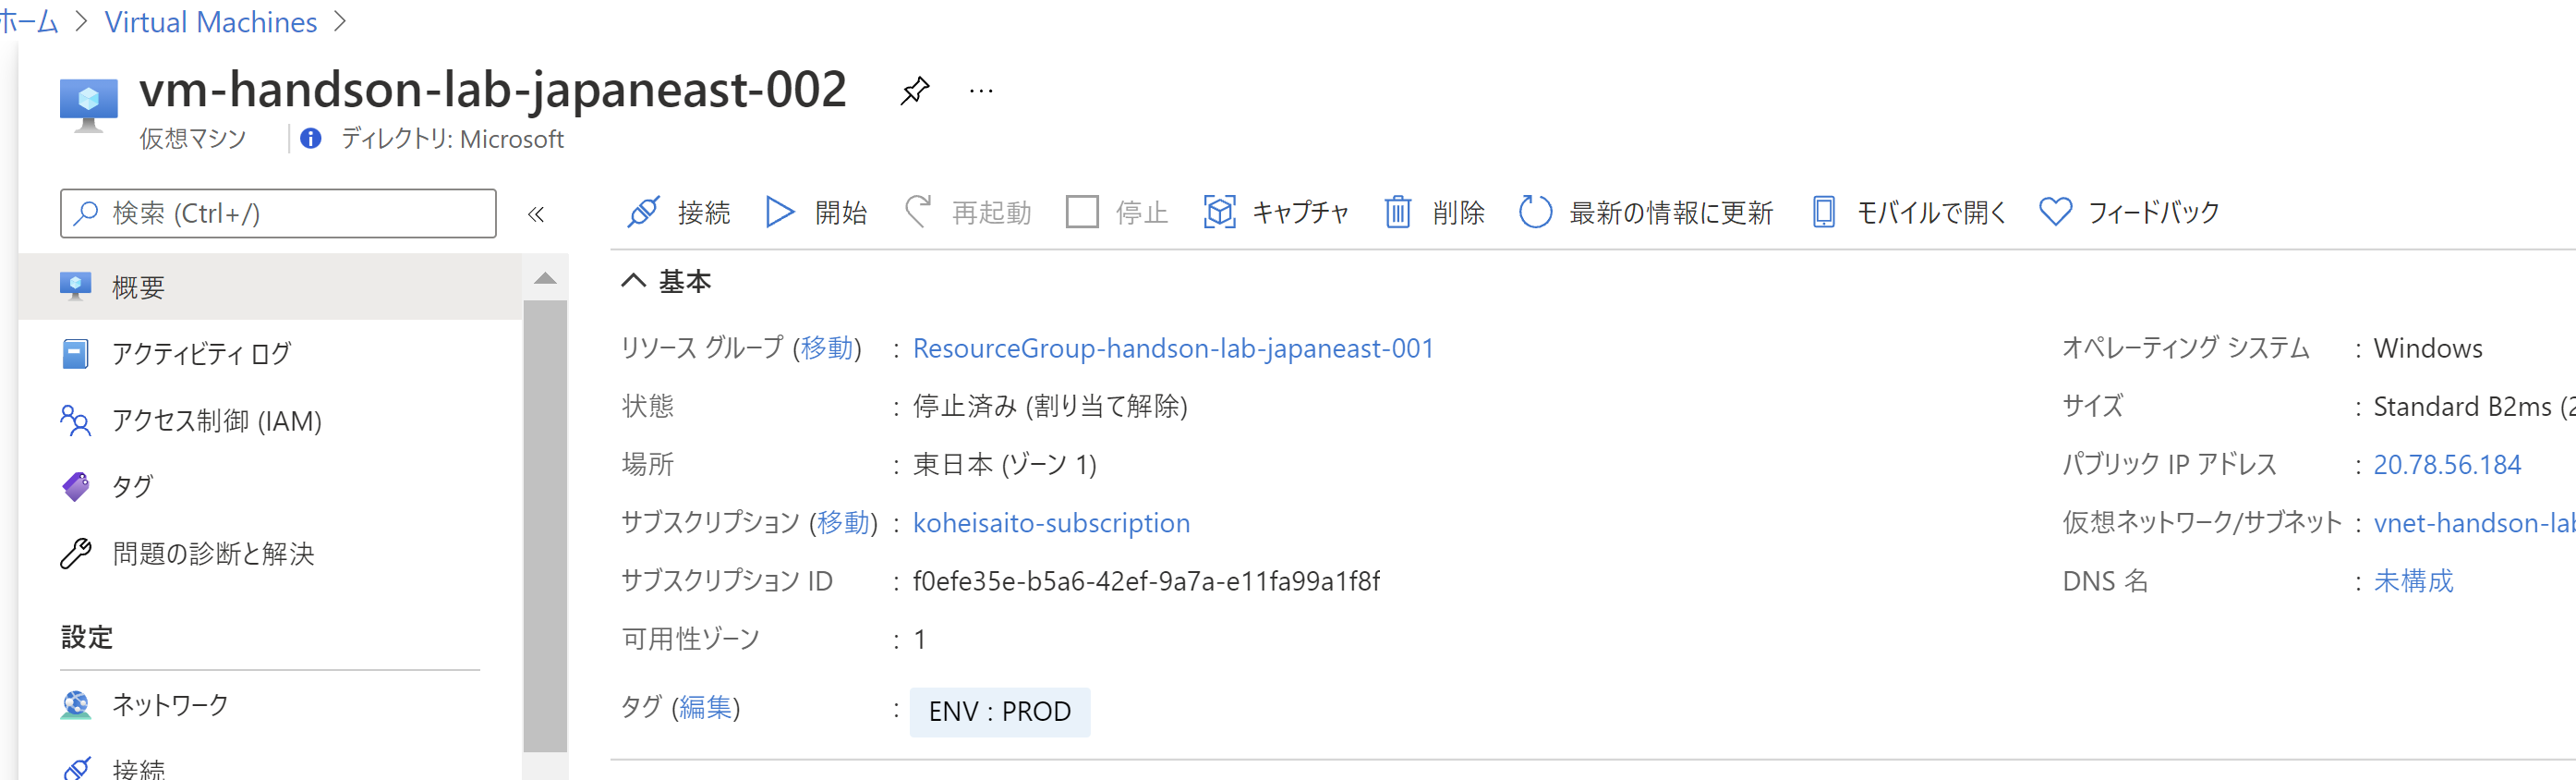 ホーム > Virtual Machines >
vm-handson-lab-japaneast-002 ...
仮想マシン | ディレクトリ: Microsoft
検索 (Ctrl+/) «
接続 開始 再起動 停止 キャプチャ 削除 最新の情報に更新 モバイルで開く フィードバック
概要
アクティビティ ログ
アクセス制御 (IAM)
タグ
問題の診断と解決
設定
ネットワーク
接続
基本
リソース グループ (移動) : ResourceGroup-handson-lab-japaneast-001
状態 : 停止済み (割り当て解除)
場所 : 東日本 (ゾーン 1)
サブスクリプション (移動) : koheisaito-subscription
サブスクリプション ID : f0efe35e-b5a6-42ef-9a7a-e11fa99a1f8f
可用性ゾーン : 1
タグ (編集) : ENV : PROD
オペレーティング システム : Windows
サイズ : Standard B2ms (2
パブリック IP アドレス : 20.78.56.184
仮想ネットワーク/サブネット : vnet-handson-lab
DNS 名 : 未構成